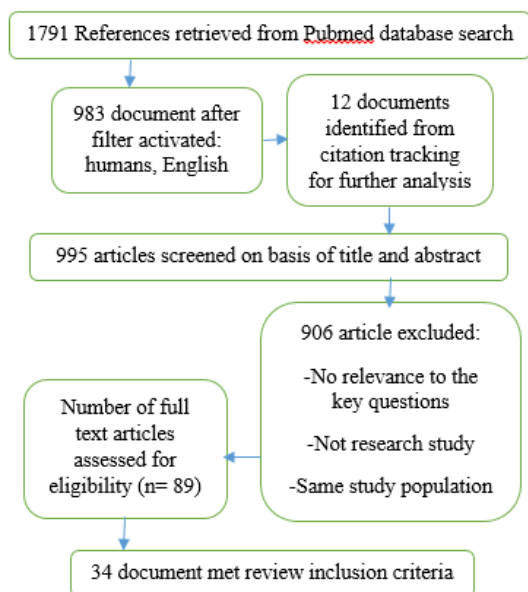 1791 References retrieved from Pubmed database search
983 document after
filter activated:
humans, English
12 documents
identified from
citation tracking
for further analysis
995 articles screened on basis of title and abstract
906 article excluded:
-No relevance to the
key questions
-Not research study
-Same study population
Number of full
text articles
assessed for
eligibility (n= 89)
34 document met review inclusion criteria